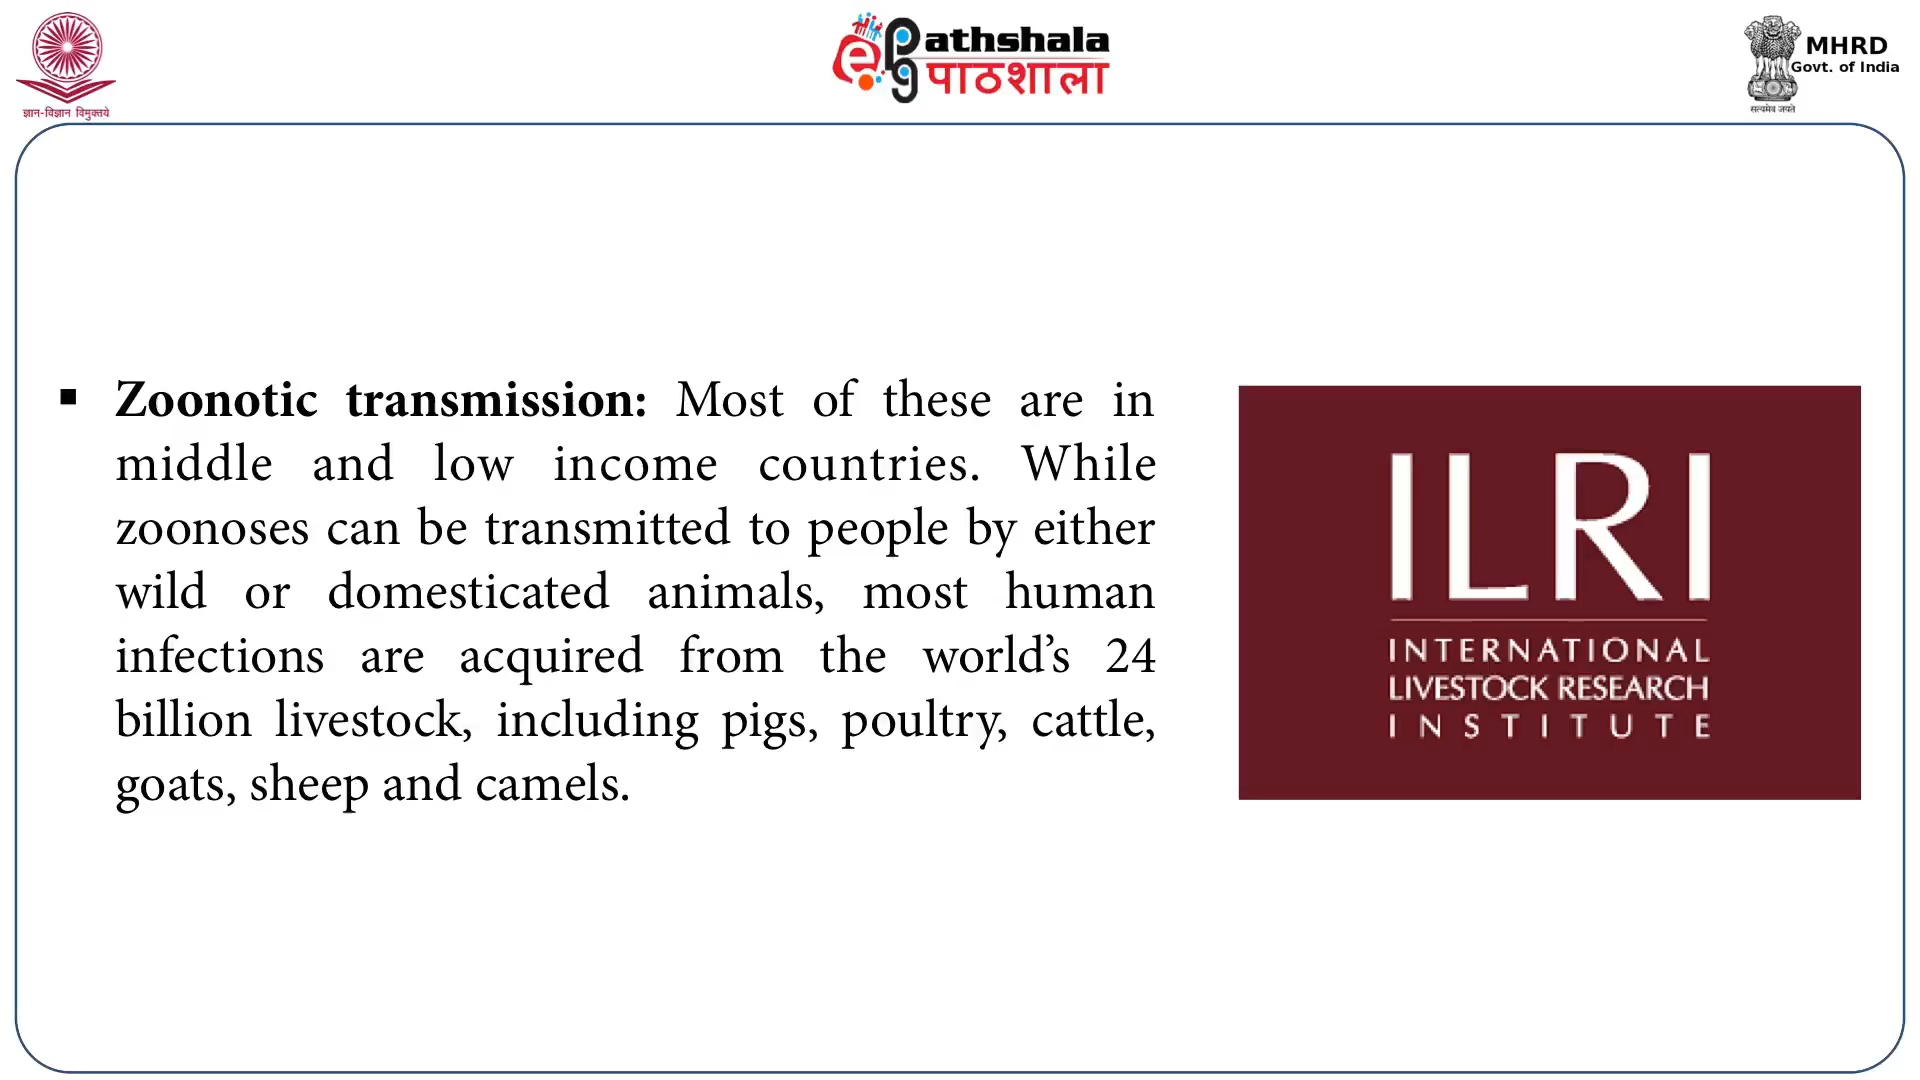 ज्ञान-विज्ञान विमुक्तये
e Pathshala
पाठशाला
MHRD
Govt. of India
सत्यमेव जयते
▪ Zoonotic transmission: Most of these are in
middle and low income countries. While
zoonoses can be transmitted to people by either
wild or domesticated animals, most human
infections are acquired from the world’s 24
billion livestock, including pigs, poultry, cattle,
goats, sheep and camels.
ILRI
INTERNATIONAL
LIVESTOCK RESEARCH
INSTITUTE